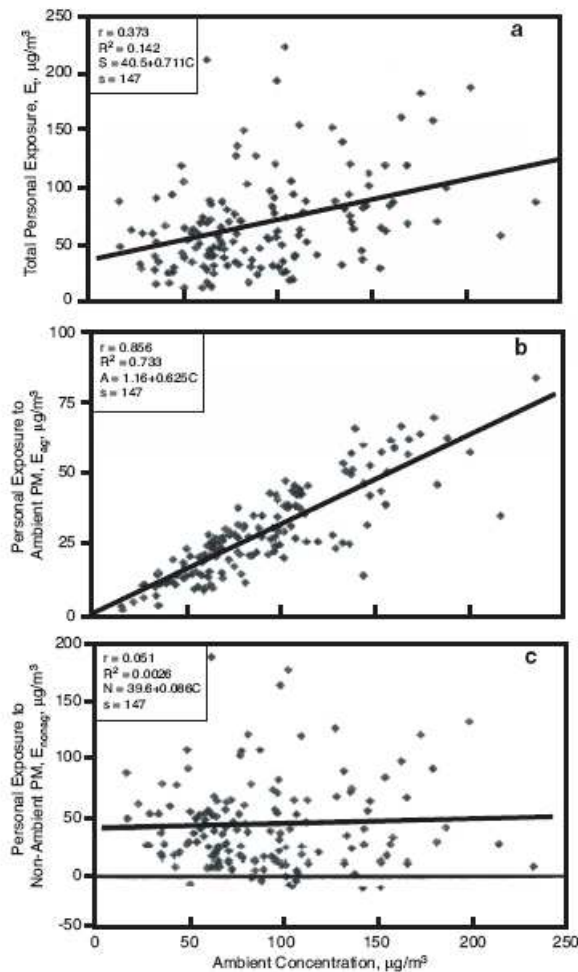 r = 0.373
R² = 0.142
S = 40.5+0.711C
s = 147
a
250
200
150
100
50
0
Total Personal Exposure, Eₜ, µg/m³
r = 0.856
R² = 0.733
A = 1.16+0.625C
s = 147
b
100
75
50
25
0
Personal Exposure to
Ambient PM, Eₐg, µg/m³
r = 0.051
R² = 0.0026
N = 39.6+0.086C
s = 147
c
200
150
100
50
0
-50
Personal Exposure to
Non-Ambient PM, Enonag, µg/m³
0 50 100 150 200 250
Ambient Concentration, µg/m³